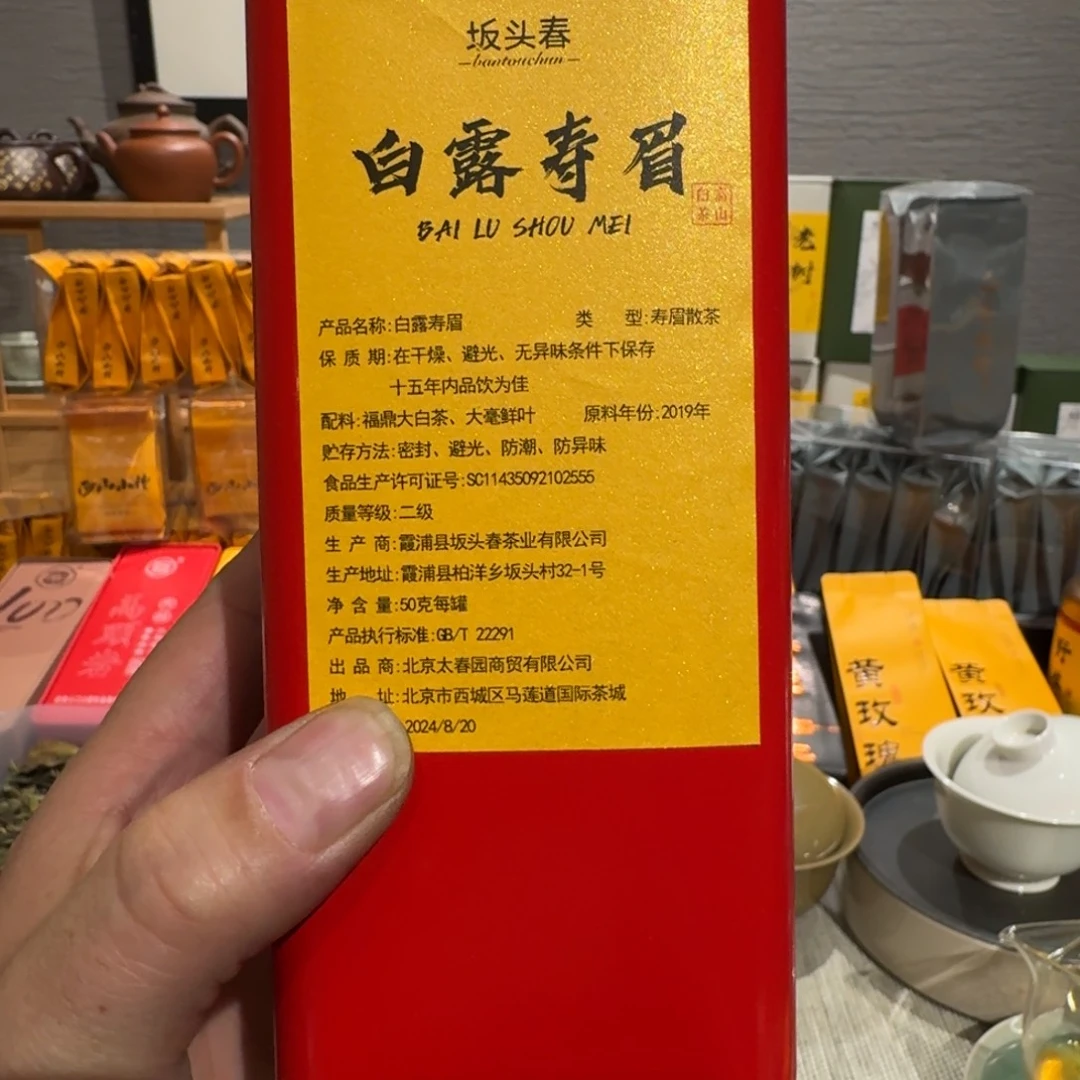 坂头春
bantouchun
白露寿眉
BAI LU SHOU MEI
高山
白茶
产品名称:白露寿眉 类 型:寿眉散茶
保 质 期:在干燥、避光、无异味条件下保存
十五年内品饮为佳
配料:福鼎大白茶、大毫鲜叶 原料年份:2019年
贮存方法:密封、避光、防潮、防异味
食品生产许可证号:SC11435092102555
质量等级:二级
生 产 商:霞浦县坂头春茶业有限公司
生产地址:霞浦县柏洋乡坂头村32-1号
净 含 量:50克每罐
产品执行标准:GB/T 22291
出 品 商:北京太春园商贸有限公司
地 址:北京市西城区马莲道国际茶城
2024/8/20
老树
黄玫瑰
黄玫
野